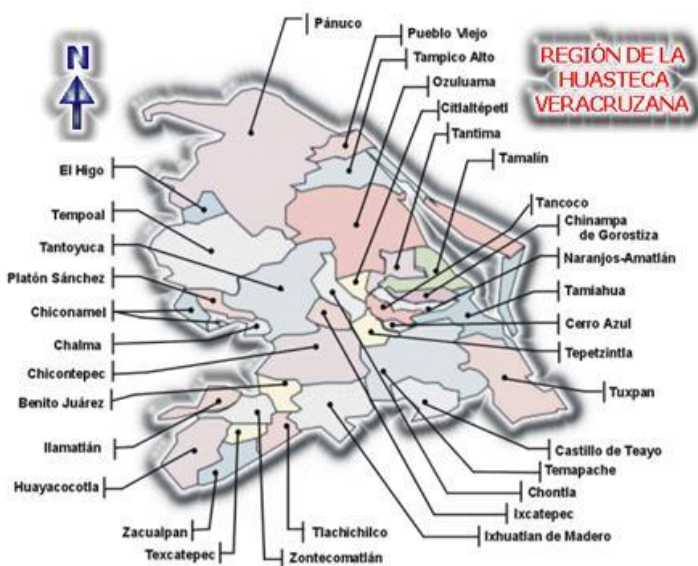 Pánuco
Pueblo Viejo
Tampico Alto
Ozuluama
Citlaltépetl
Tantima
Tamalín
Tancoco
Chinampa
de Gorostiza
Naranjos-Amatlán
Tamiahua
Cerro Azul
Tepetzintla
Tuxpan
Castillo de Teayo
Temapache
Chontla
Ixcatepec
Ixhuatlan de Madero
Tlachichilco
Zontecomatlán
Texcatepec
Zacualpan
Huayacocotla
Ilamatlán
Benito Juárez
Chicontepec
Chalma
Chiconamel
Platón Sánchez
Tantoyuca
Tempoal
El Higo
N
REGIÓN DE LA
HUASTECA
VERACRUZANA